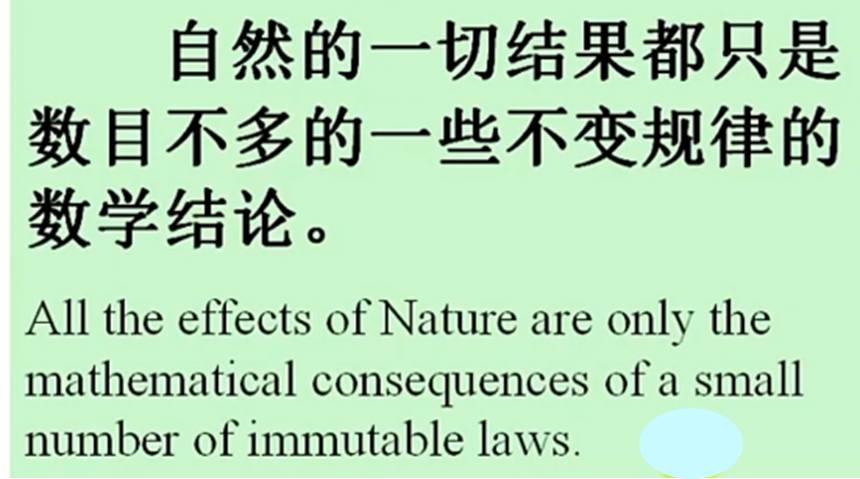 自然的一切结果都只是
数目不多的一些不变规律的
数学结论。
All the effects of Nature are only the
mathematical consequences of a small
number of immutable laws.